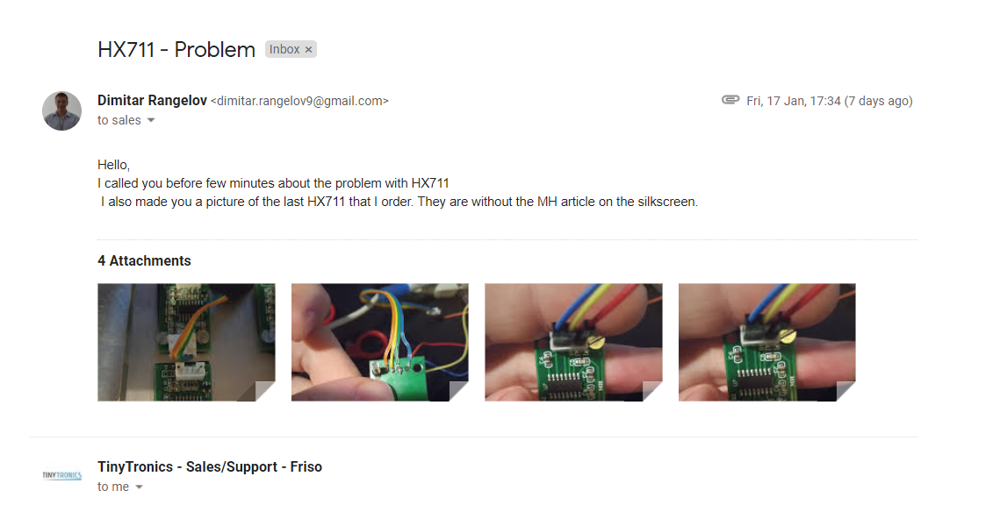 HX711 - Problem Inbox ×
Dimitar Rangelov <dimitar.rangelov9@gmail.com> Fri, 17 Jan, 17:34 (7 days ago)
to sales
Hello,
I called you before few minutes about the problem with HX711
I also made you a picture of the last HX711 that I order. They are without the MH article on the silkscreen.
4 Attachments
TINYTRONICS
TinyTronics - Sales/Support - Friso
to me